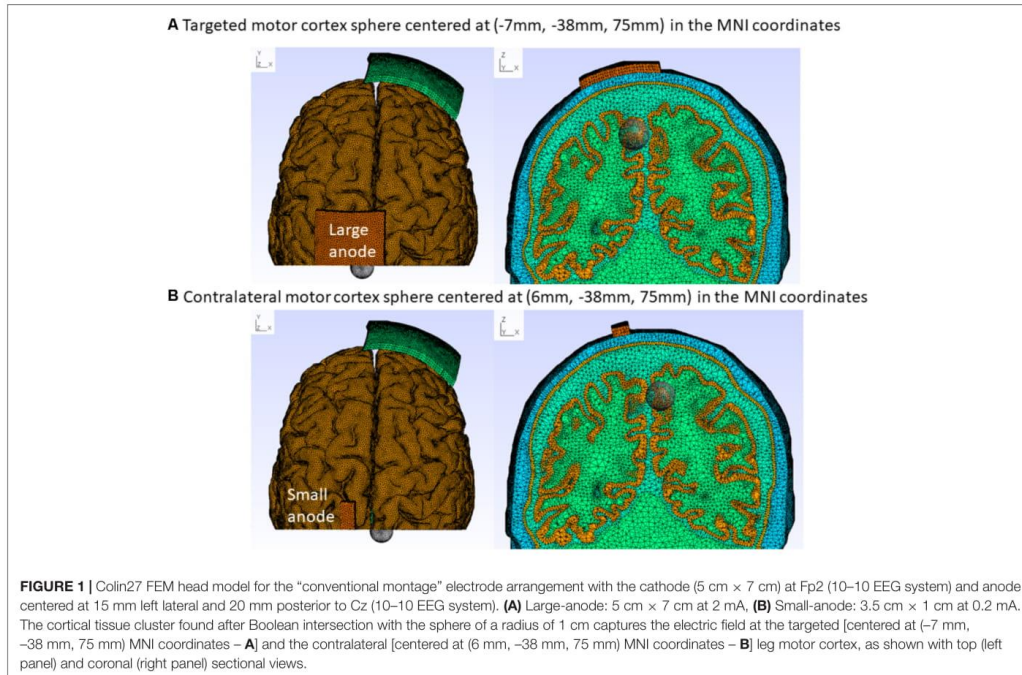 A Targeted motor cortex sphere centered at (-7mm, -38mm, 75mm) in the MNI coordinates
Y
Z X
Z
Y X
Large
anode
B Contralateral motor cortex sphere centered at (6mm, -38mm, 75mm) in the MNI coordinates
Y
Z X
Z
Y X
Small
anode
FIGURE 1 | Colin27 FEM head model for the “conventional montage” electrode arrangement with the cathode (5 cm × 7 cm) at Fp2 (10–10 EEG system) and anode
centered at 15 mm left lateral and 20 mm posterior to Cz (10–10 EEG system). (A) Large-anode: 5 cm × 7 cm at 2 mA, (B) Small-anode: 3.5 cm × 1 cm at 0.2 mA.
The cortical tissue cluster found after Boolean intersection with the sphere of a radius of 1 cm captures the electric field at the targeted [centered at (–7 mm,
–38 mm, 75 mm) MNI coordinates – A] and the contralateral [centered at (6 mm, –38 mm, 75 mm) MNI coordinates – B] leg motor cortex, as shown with top (left
panel) and coronal (right panel) sectional views.